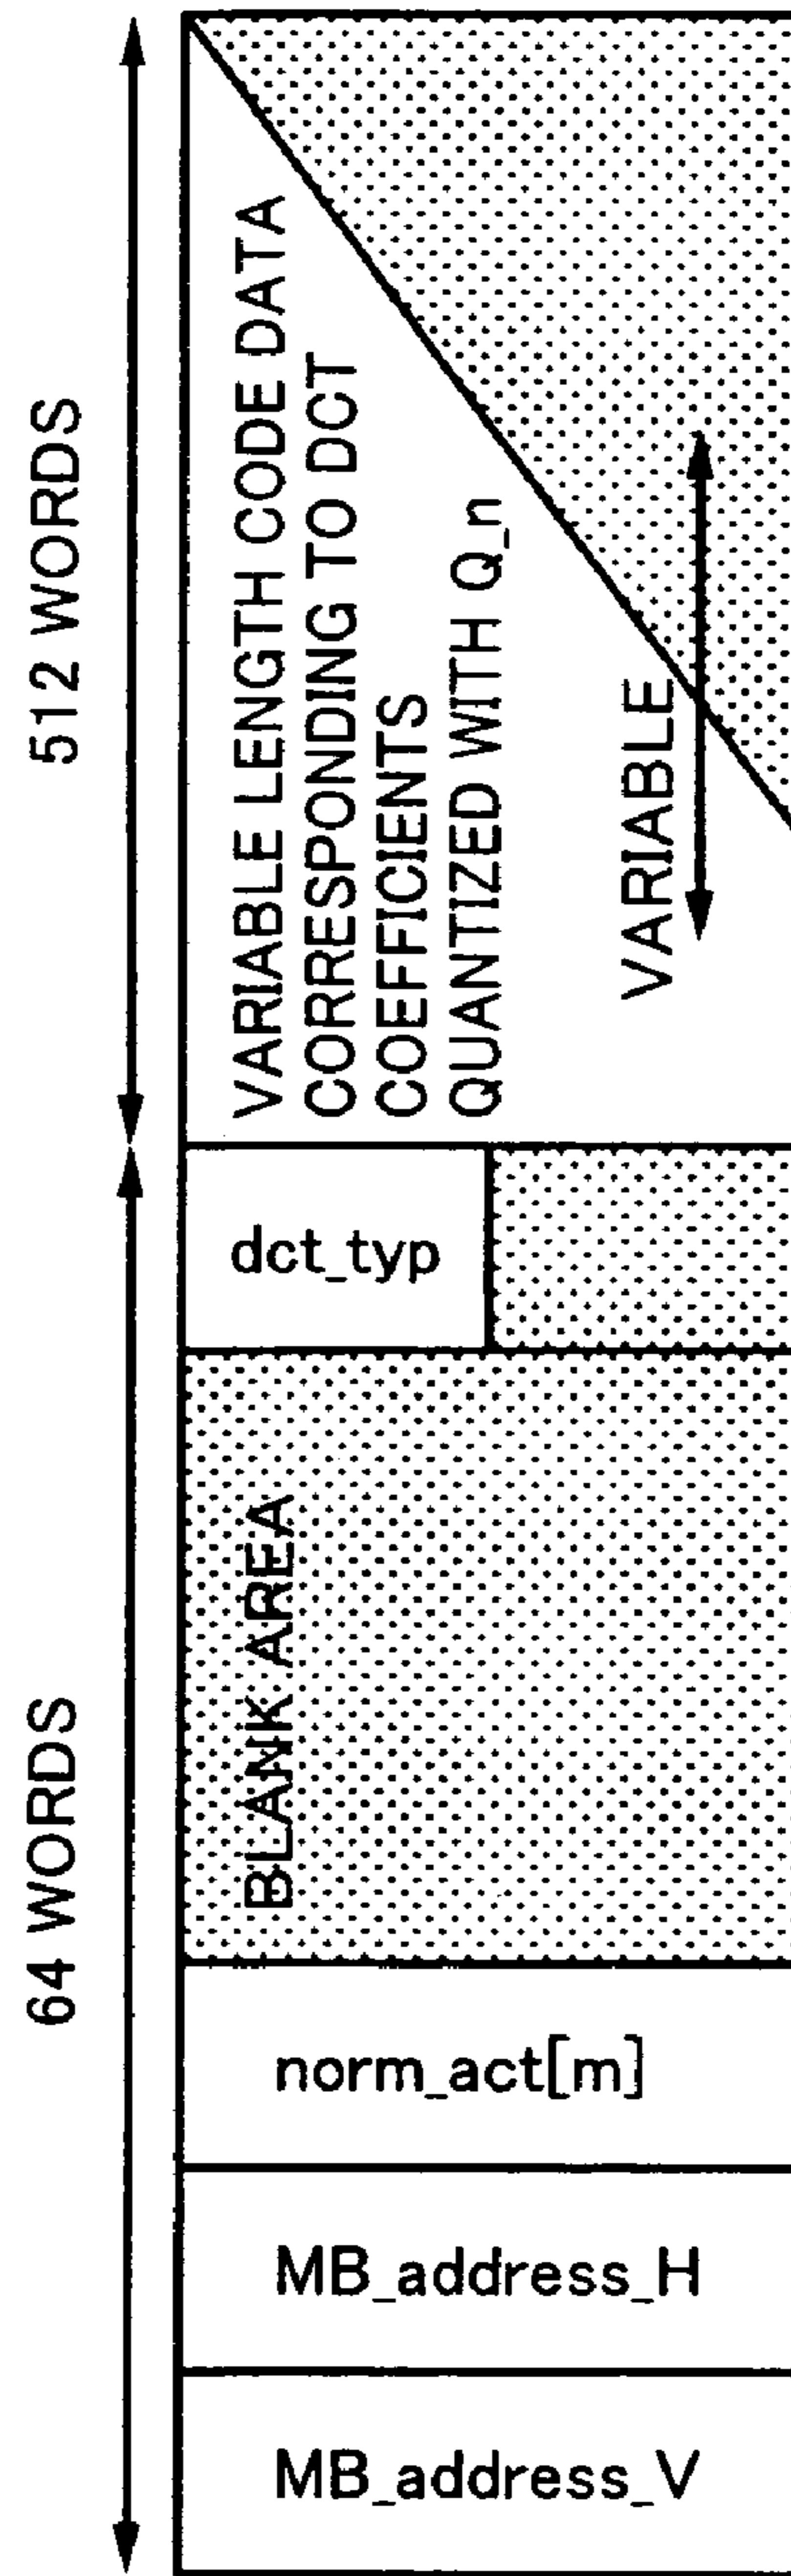 512 WORDS
VARIABLE LENGTH CODE DATA
CORRESPONDING TO DCT
COEFFICIENTS
QUANTIZED WITH Q_n
VARIABLE
64 WORDS
dct_typ
BLANK AREA
norm_act[m]
MB_address_H
MB_address_V